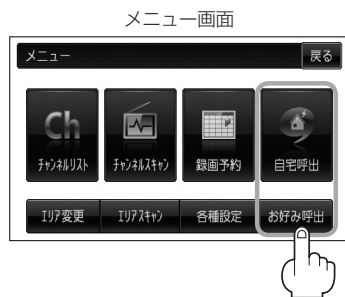 メニュー画面
メニュー 戻る
Ch
チャンネルリスト チャンネルスキャン 録画予約 自宅呼出
エリア変更 エリアスキャン 各種設定 お好み呼出